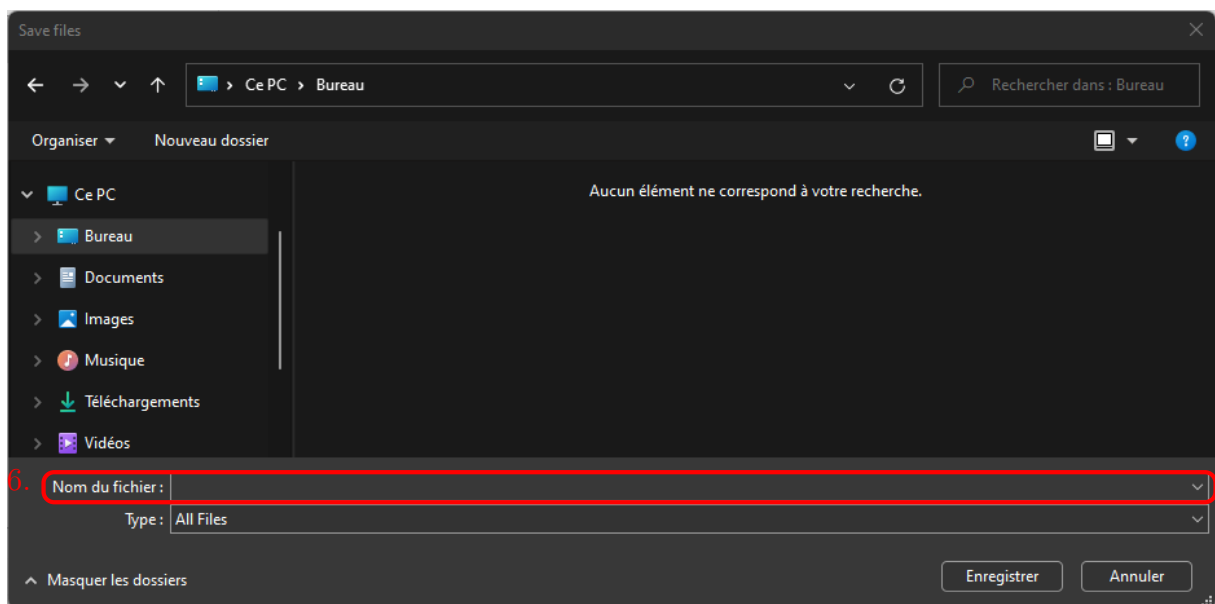 Save files
Ce PC > Bureau
Rechercher dans : Bureau
Organiser Nouveau dossier
?
Ce PC
Aucun élément ne correspond à votre recherche.
Bureau
Documents
Images
Musique
Téléchargements
Vidéos
6. Nom du fichier :
Type : All Files
Masquer les dossiers
Enregistrer Annuler